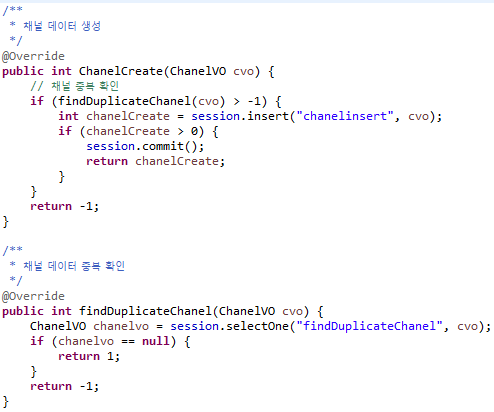 /**
 * 채널 데이터 생성
 */
@Override
public int ChanelCreate(ChanelVO cvo) {
    // 채널 중복 확인
    if (findDuplicateChanel(cvo) > -1) {
        int chanelCreate = session.insert("chanelinsert", cvo);
        if (chanelCreate > 0) {
            session.commit();
            return chanelCreate;
        }
    }
    return -1;
}
/**
 * 채널 데이터 중복 확인
 */
@Override
public int findDuplicateChanel(ChanelVO cvo) {
    ChanelVO chanelvo = session.selectOne("findDuplicateChanel", cvo);
    if (chanelvo == null) {
        return 1;
    }
    return -1;
}